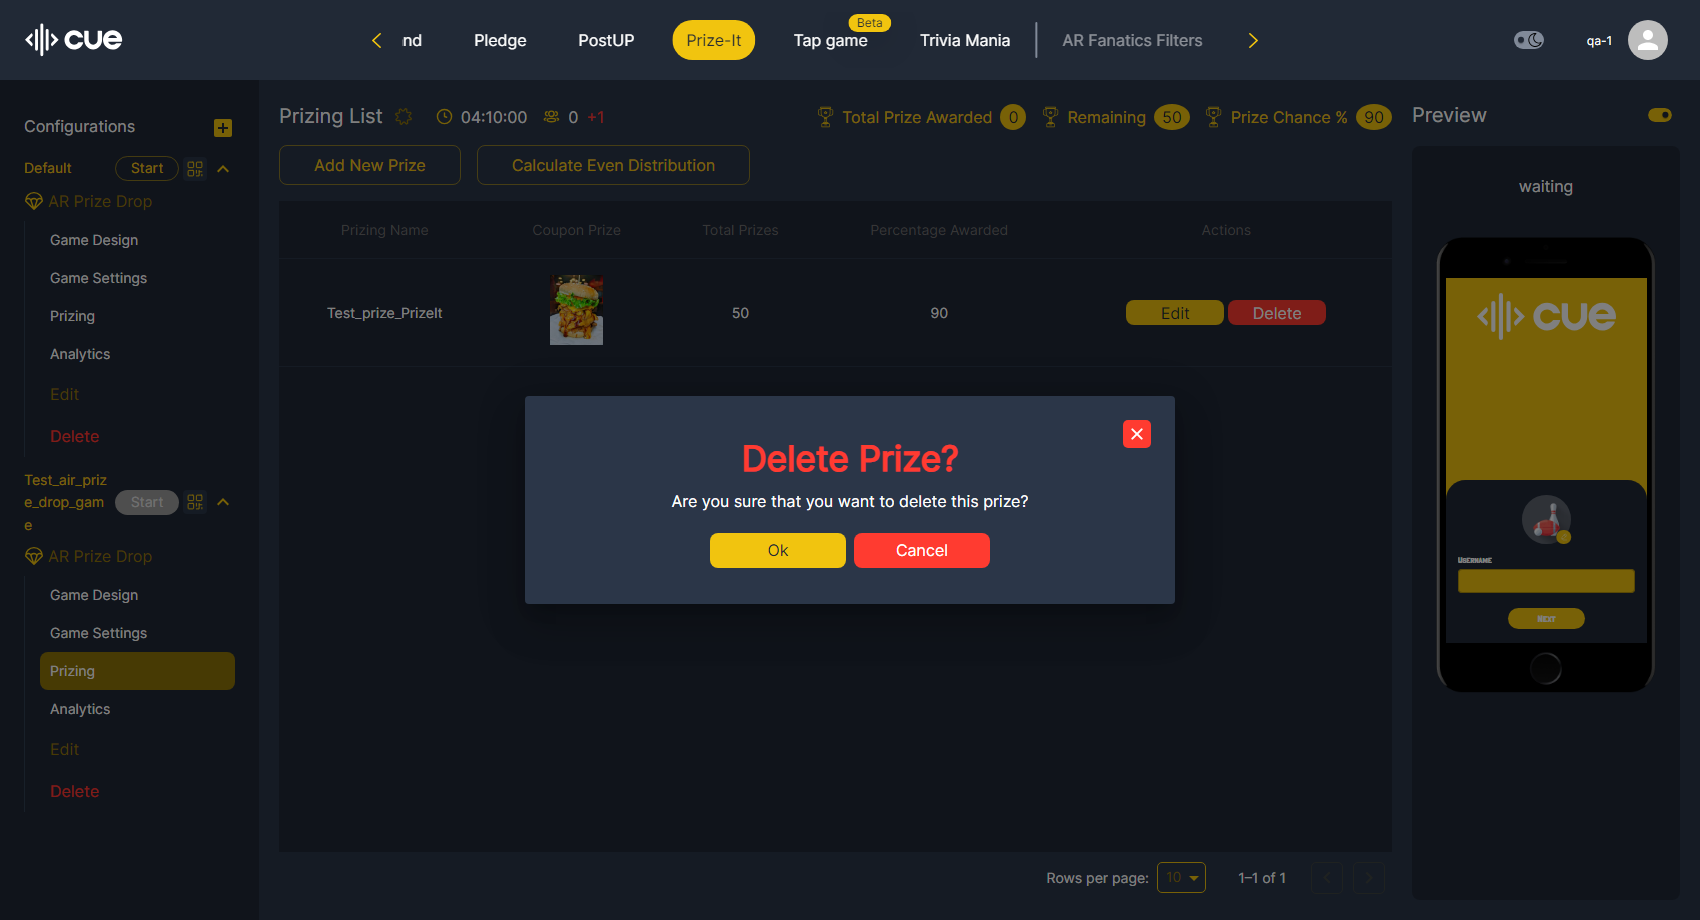 cue
nd
Pledge
PostUP
Prize-It
Tap game
Beta
Trivia Mania
AR Fanatics Filters
qa-1
Configurations
Default
Start
AR Prize Drop
Game Design
Game Settings
Prizing
Analytics
Edit
Delete
Test_air_priz
e_drop_gam
e
Start
AR Prize Drop
Game Design
Game Settings
Prizing
Analytics
Edit
Delete
Prizing List
04:10:00
0 +1
Total Prize Awarded 0
Remaining 50
Prize Chance % 90
Add New Prize
Calculate Even Distribution
Prizing Name
Coupon Prize
Total Prizes
Percentage Awarded
Actions
Test_prize_PrizeIt
50
90
Edit
Delete
Delete Prize?
Are you sure that you want to delete this prize?
Ok
Cancel
Rows per page: 10
1–1 of 1
Preview
waiting
cue
Username
Next